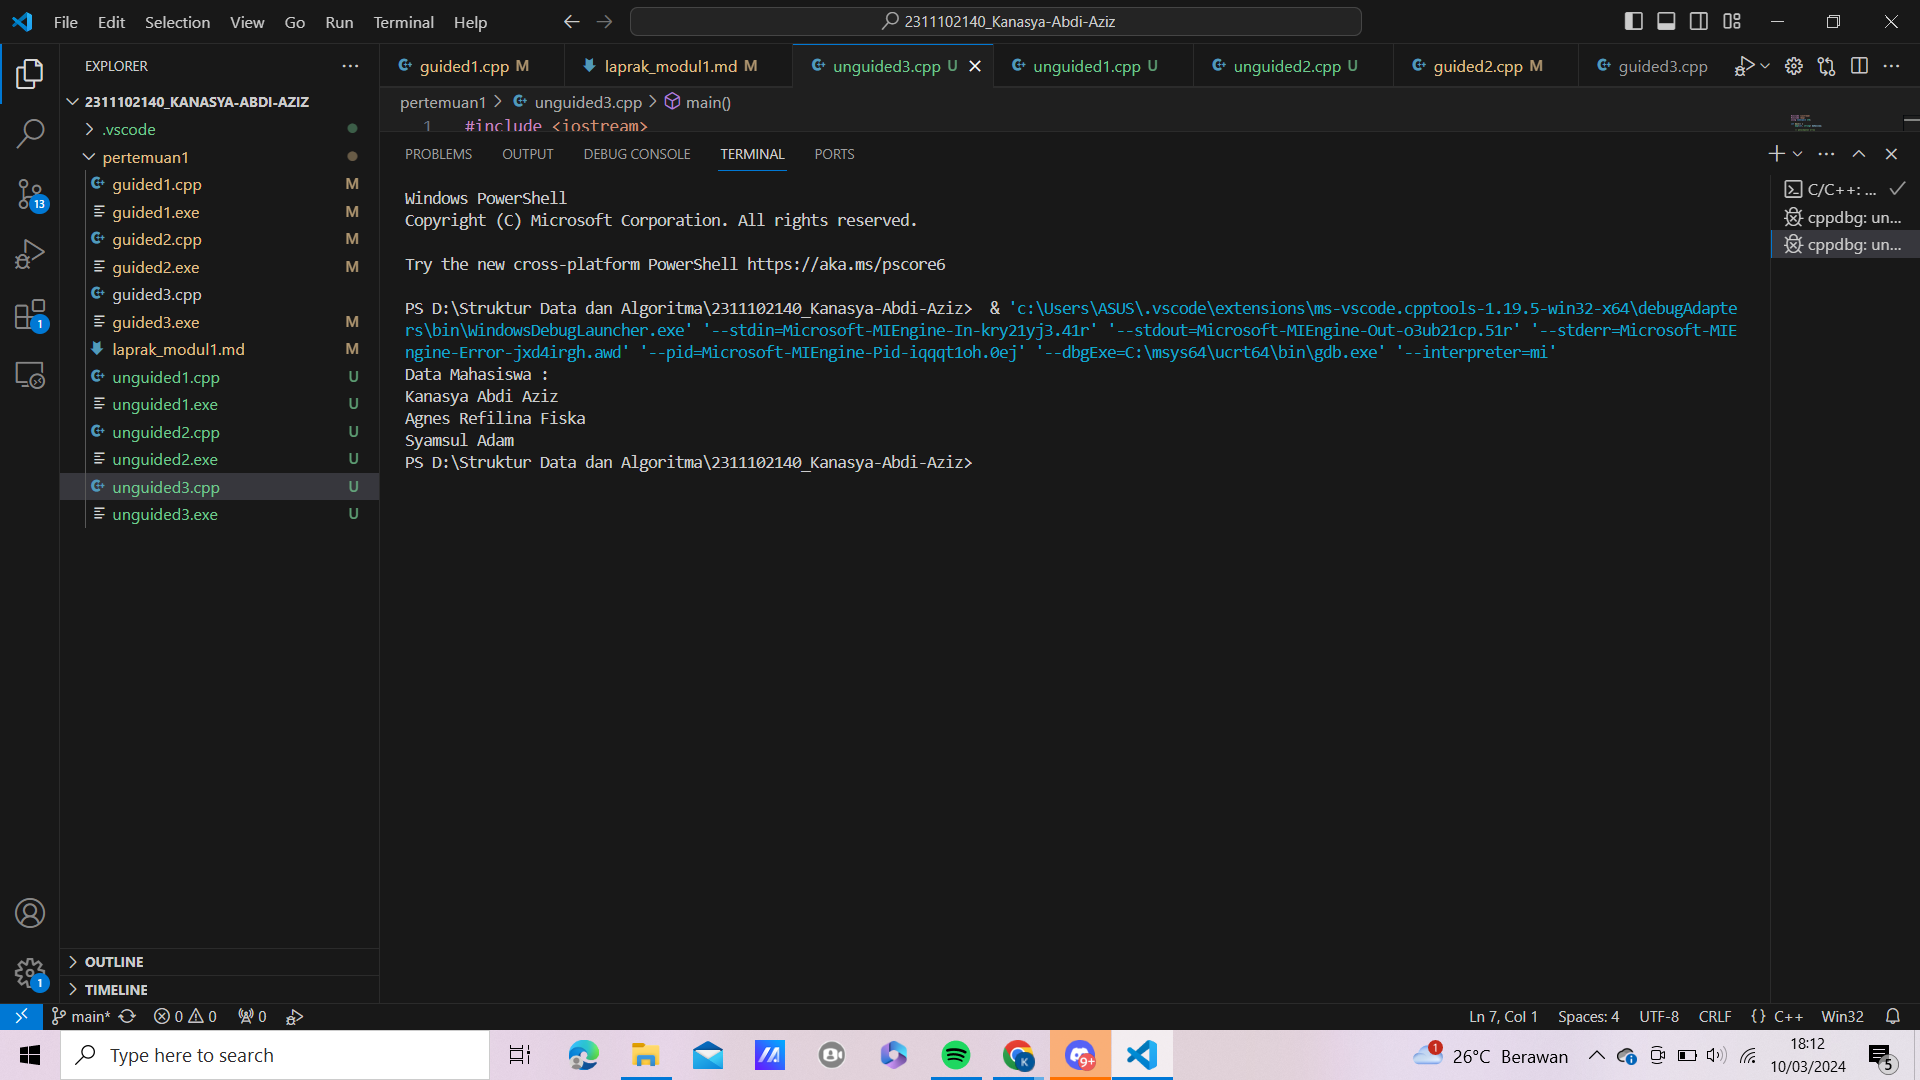 File Edit Selection View Go Run Terminal Help
2311102140_Kanasya-Abdi-Aziz
EXPLORER
guided1.cpp M
laprak_modul1.md M
unguided3.cpp U
unguided1.cpp U
unguided2.cpp U
guided2.cpp M
guided3.cpp
2311102140_KANASYA-ABDI-AZIZ
.vscode
pertemuan1
guided1.cpp M
guided1.exe M
guided2.cpp M
guided2.exe M
guided3.cpp
guided3.exe M
laprak_modul1.md M
unguided1.cpp U
unguided1.exe U
unguided2.cpp U
unguided2.exe U
unguided3.cpp U
unguided3.exe U
OUTLINE
TIMELINE
13
1
1
pertemuan1 > unguided3.cpp > main()
1 #include <iostream>
PROBLEMS OUTPUT DEBUG CONSOLE TERMINAL PORTS
Windows PowerShell
Copyright (C) Microsoft Corporation. All rights reserved.
Try the new cross-platform PowerShell https://aka.ms/pscore6
PS D:\Struktur Data dan Algoritma\2311102140_Kanasya-Abdi-Aziz> & 'c:\Users\ASUS\.vscode\extensions\ms-vscode.cpptools-1.19.5-win32-x64\debugAdapte
rs\bin\WindowsDebugLauncher.exe' '--stdin=Microsoft-MIEngine-In-kry21yj3.41r' '--stdout=Microsoft-MIEngine-Out-o3ub21cp.51r' '--stderr=Microsoft-MIE
ngine-Error-jxd4irgh.awd' '--pid=Microsoft-MIEngine-Pid-iqqqt1oh.0ej' '--dbgExe=C:\msys64\ucrt64\bin\gdb.exe' '--interpreter=mi'
Data Mahasiswa :
Kanasya Abdi Aziz
Agnes Refilina Fiska
Syamsul Adam
PS D:\Struktur Data dan Algoritma\2311102140_Kanasya-Abdi-Aziz>
C/C++: ...
cppdbg: un...
cppdbg: un...
main* 0 0 0
Ln 7, Col 1 Spaces: 4 UTF-8 CRLF {} C++ Win32
Type here to search
K
9+
1
26°C Berawan
18:12
10/03/2024
5